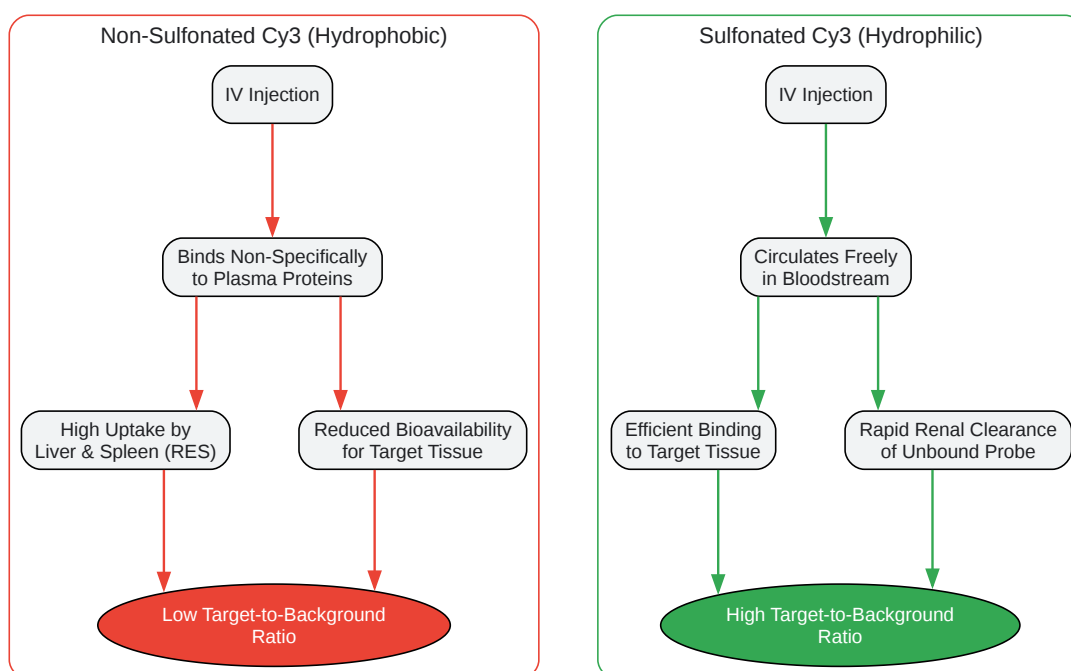 Non-Sulfonated Cy3 (Hydrophobic)
IV Injection
Binds Non-Specifically
to Plasma Proteins
High Uptake by
Liver & Spleen (RES)
Reduced Bioavailability
for Target Tissue
Low Target-to-Background
Ratio
Sulfonated Cy3 (Hydrophilic)
IV Injection
Circulates Freely
in Bloodstream
Efficient Binding
to Target Tissue
Rapid Renal Clearance
of Unbound Probe
High Target-to-Background
Ratio